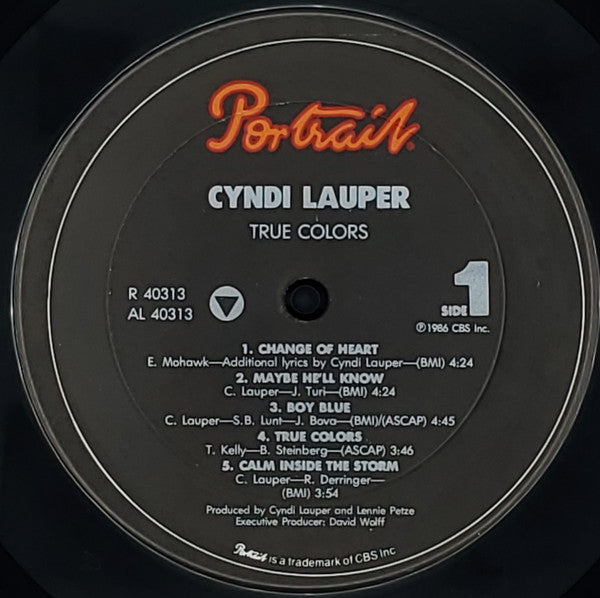 Portrait®
CYNDI LAUPER
TRUE COLORS
R 40313
AL 40313
SIDE 1
℗1986 CBS Inc.
1. CHANGE OF HEART
E. Mohawk—Additional lyrics by Cyndi Lauper—(BMI) 4:24
2. MAYBE HE'LL KNOW
C. Lauper—J. Turi—(BMI) 4:24
3. BOY BLUE
C. Lauper—S.B. Lunt—J. Bova—(BMI)/(ASCAP) 4:45
4. TRUE COLORS
T. Kelly—B. Steinberg—(ASCAP) 3:46
5. CALM INSIDE THE STORM
C. Lauper—R. Derringer—
(BMI) 3:54
Produced by Cyndi Lauper and Lennie Petze
Executive Producer: David Wolff
Portrait is a trademark of CBS Inc